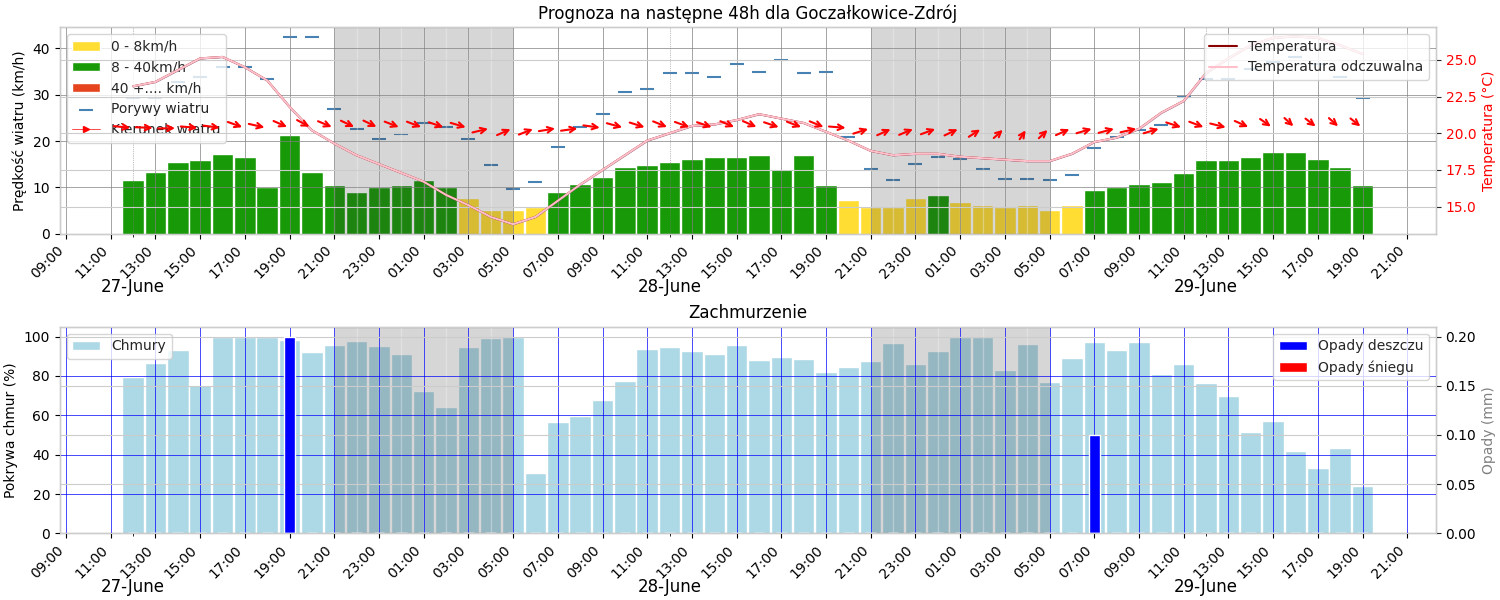 Prognoza na następne 48h dla Goczałkowice-Zdrój
Prędkość wiatru (km/h)
40
30
20
10
0
0 - 8km/h
8 - 40km/h
40 +.... km/h
Porywy wiatru
Kierunek wiatru
Temperatura
Temperatura odczuwalna
25.0
22.5
20.0
17.5
15.0
Temperatura (°C)
09:00 11:00 13:00 15:00 17:00 19:00 21:00 23:00 01:00 03:00 05:00 07:00 09:00 11:00 13:00 15:00 17:00 19:00 21:00 23:00 01:00 03:00 05:00 07:00 09:00 11:00 13:00 15:00 17:00 19:00 21:00
27-June 28-June 29-June
Zachmurzenie
Pokrywa chmur (%)
100
80
60
40
20
0
Chmury
Opady deszczu
Opady śniegu
0.20
0.15
0.10
0.05
0.00
Opady (mm)
09:00 11:00 13:00 15:00 17:00 19:00 21:00 23:00 01:00 03:00 05:00 07:00 09:00 11:00 13:00 15:00 17:00 19:00 21:00 23:00 01:00 03:00 05:00 07:00 09:00 11:00 13:00 15:00 17:00 19:00 21:00
27-June 28-June 29-June